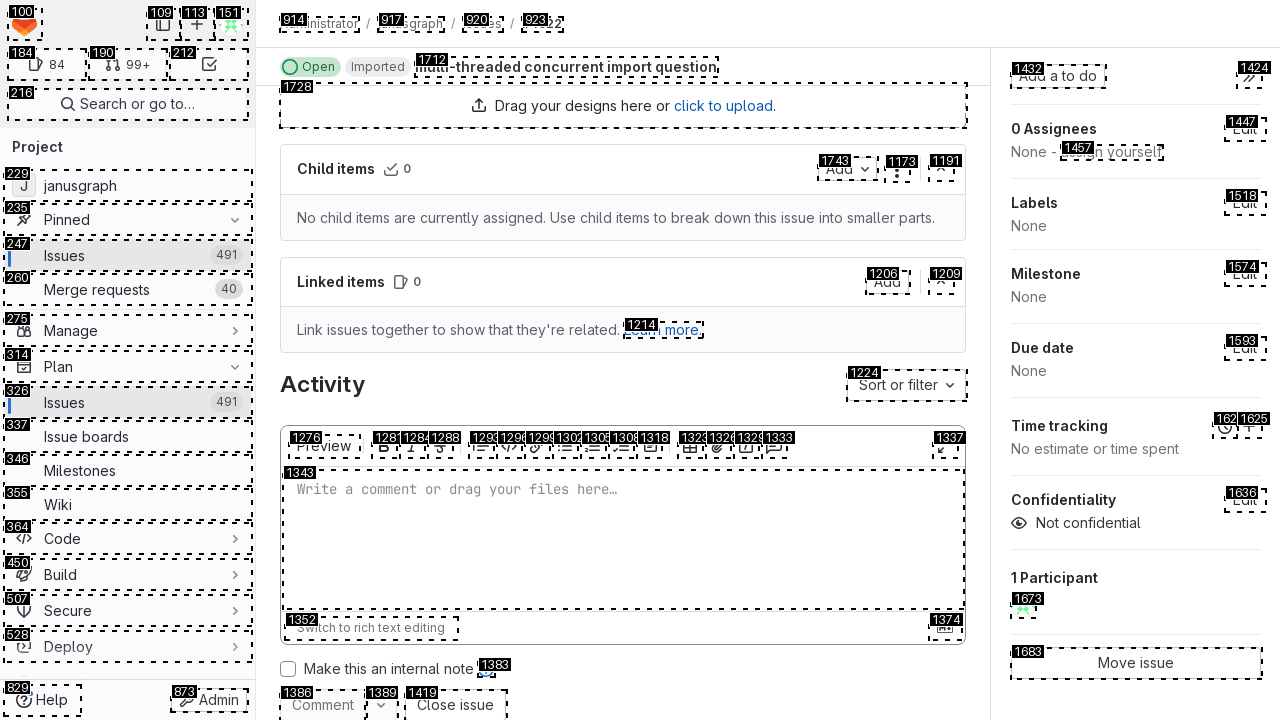 100
109
113
151
184
84
190
99+
212
216
Search or go to…
Project
229
J
janusgraph
235
Pinned
247
Issues
491
260
Merge requests
40
275
Manage
314
Plan
326
Issues
491
337
Issue boards
346
Milestones
355
Wiki
364
Code
450
Build
507
Secure
528
Deploy
829
Help
873
Admin
914
917
920
923
/
/
/
Open
Imported
1712
multi-threaded concurrent import question
1728
Drag your designs here or click to upload.
Child items
0
1743
Add
1173
1191
No child items are currently assigned. Use child items to break down this issue into smaller parts.
Linked items
0
1206
Add
1209
Link issues together to show that they're related.
1214
Learn more.
Activity
1224
Sort or filter
1276
Preview
1281
1284
1288
1293
1296
1299
1302
1305
1308
1318
1323
1326
1329
1333
1337
1343
Write a comment or drag your files here…
1352
Switch to rich text editing
1374
Make this an internal note
1383
1386
Comment
1389
1419
Close issue
1432
Add a to do
1424
0 Assignees
1447
Edit
None -
1457
assign yourself
Labels
1518
Edit
None
Milestone
1574
Edit
None
Due date
1593
Edit
None
Time tracking
1625
No estimate or time spent
Confidentiality
1636
Edit
Not confidential
1 Participant
1673
1683
Move issue